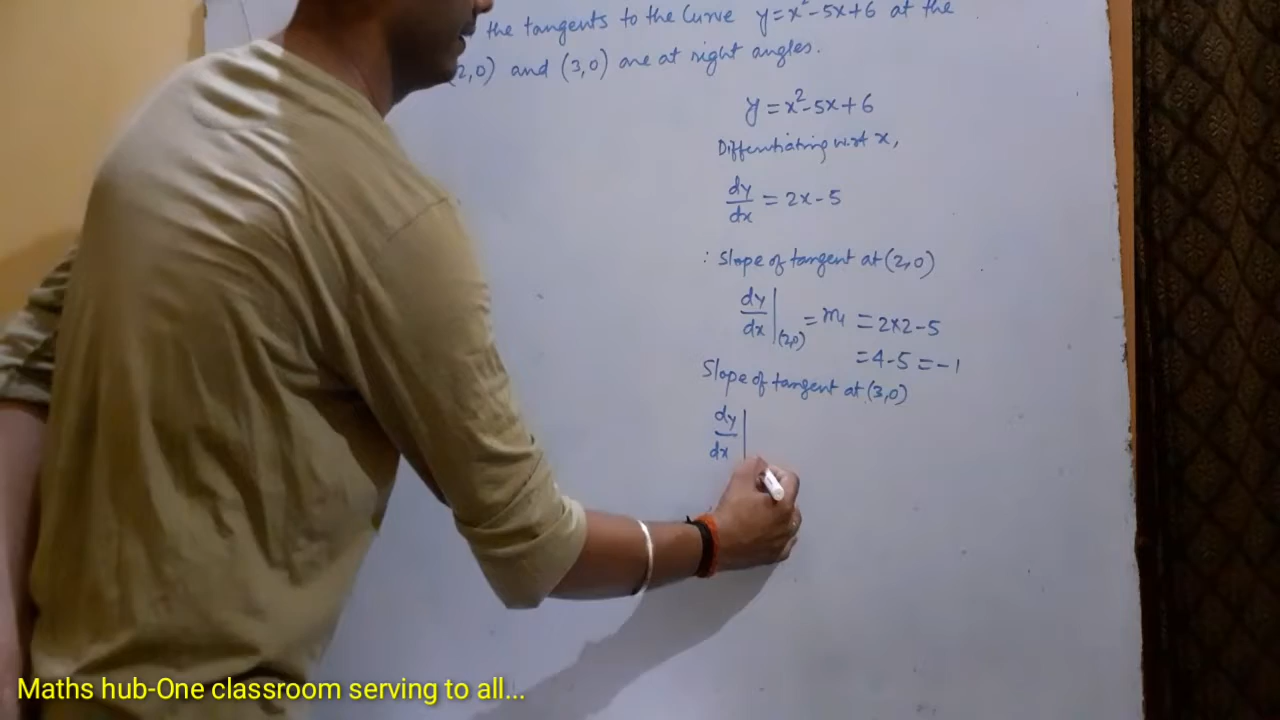 the tangents to the Curve y = x² - 5x + 6 at the
(2,0) and (3,0) are at right angles.
y = x² - 5x + 6
Differentiating w.r.t x,
dy/dx = 2x - 5
∴ Slope of tangent at (2,0)
dy/dx|(2,0) = m₁ = 2×2 - 5
= 4 - 5 = -1
Slope of tangent at (3,0)
dy/dx|
Maths hub-One classroom serving to all...